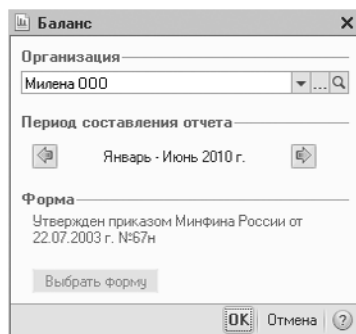 Баланс
Организация
Милена ООО
...
Период составления отчета
Январь - Июнь 2010 г.
Форма
Утвержден приказом Минфина России от
22.07.2003 г. №67н
Выбрать форму
OK Отмена ?